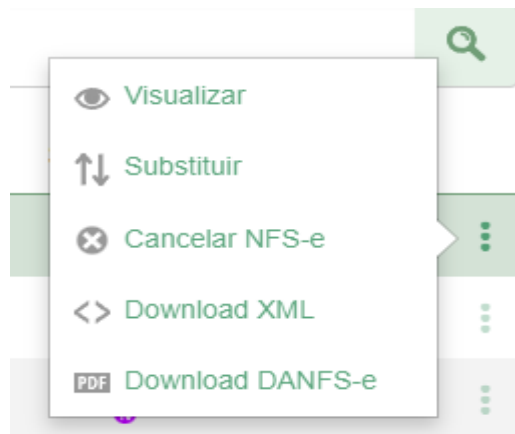 Visualizar
Substituir
Cancelar NFS-e
Download XML
PDF Download DANFS-e